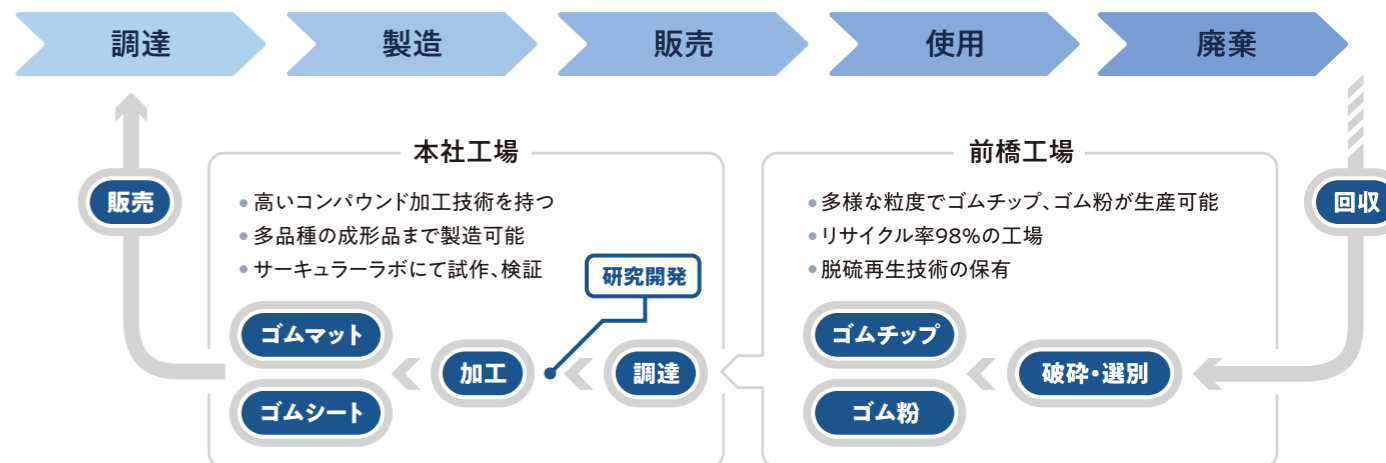 調達
製造
販売
使用
廃棄
本社工場
前橋工場
販売
• 高いコンパウンド加工技術を持つ
• 多品種の成形品まで製造可能
• サーキュラーラボにて試作、検証
研究開発
• 多様な粒度でゴムチップ、ゴム粉が生産可能
• リサイクル率98%の工場
• 脱硫再生技術の保有
回収
ゴムマット
ゴムシート
加工
調達
ゴムチップ
ゴム粉
破砕・選別